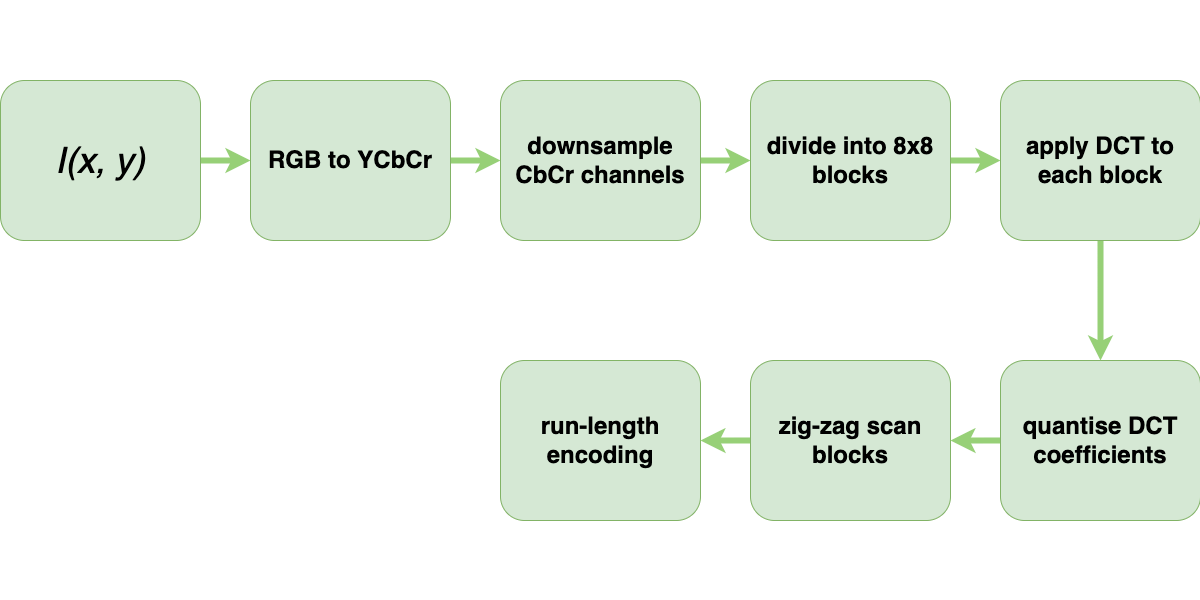 I(x, y)
RGB to YCbCr
downsample
CbCr channels
divide into 8x8
blocks
apply DCT to
each block
quantise DCT
coefficients
zig-zag scan
blocks
run-length
encoding